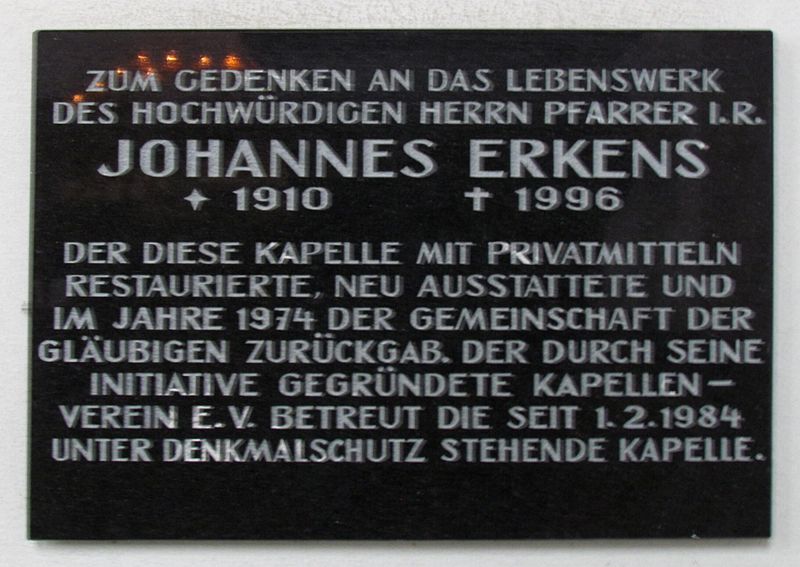 ZUM GEDENKEN AN DAS LEBENSWERK
DES HOCHWÜRDIGEN HERRN PFARRER I.R.
JOHANNES ERKENS
✦ 1910 † 1996
DER DIESE KAPELLE MIT PRIVATMITTELN
RESTAURIERTE, NEU AUSSTATTETE UND
IM JAHRE 1974 DER GEMEINSCHAFT DER
GLÄUBIGEN ZURÜCKGAB. DER DURCH SEINE
INITIATIVE GEGRÜNDETE KAPELLEN –
VEREIN E.V. BETREUT DIE SEIT 1.2.1984
UNTER DENKMALSCHUTZ STEHENDE KAPELLE.